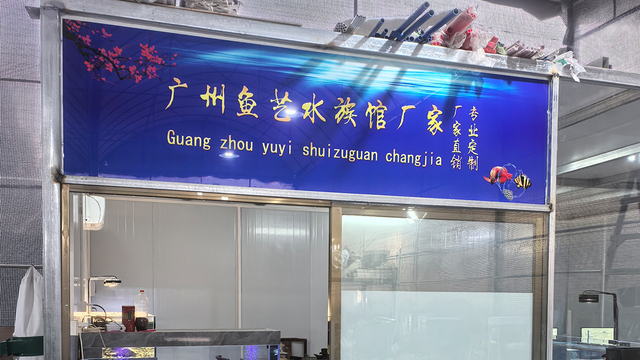 广州鱼艺水族馆厂家
Guang zhou yuyi shuizuguan changjia
专业定制
厂家直销